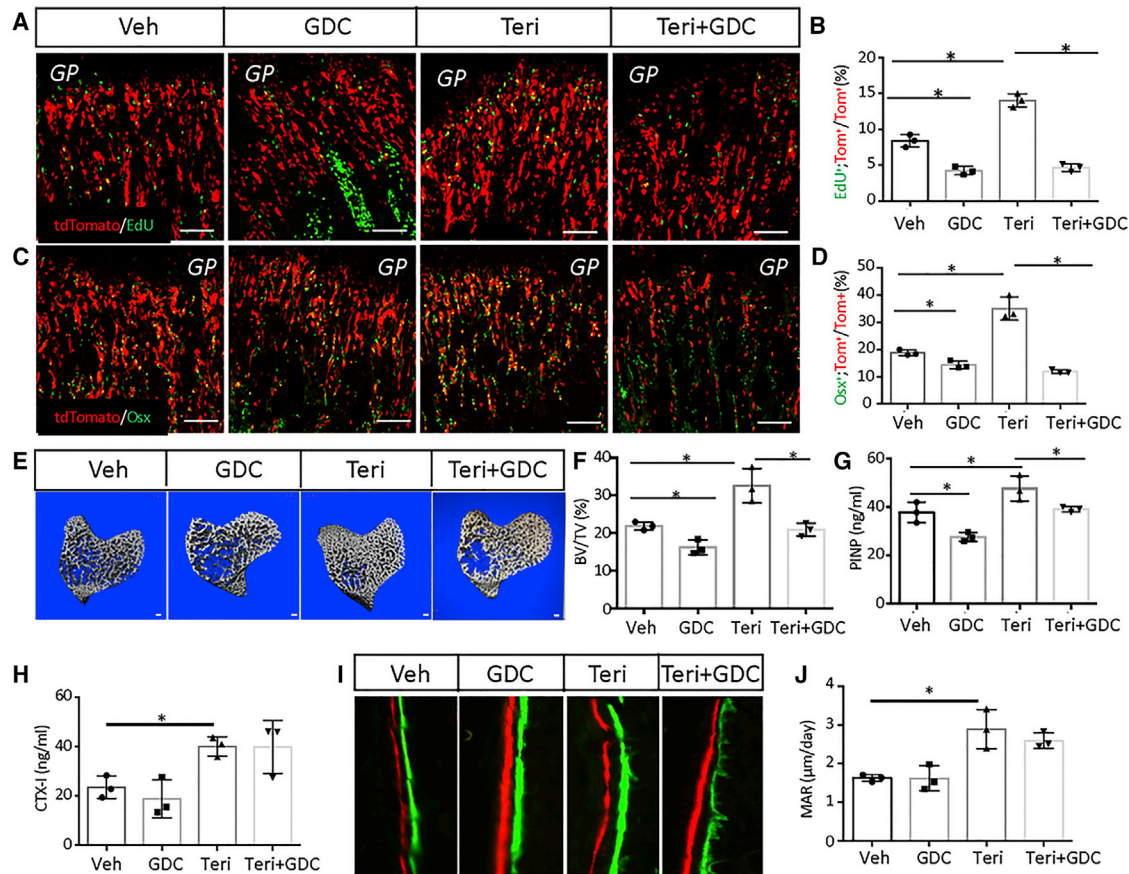 A Veh GDC Teri Teri+GDC
GP GP GP GP
tdTomato/EdU
B
EdU⁺;Tom⁺/Tom⁺(%)
20
15
10
5
0
* * *
Veh GDC Teri Teri+GDC
C
GP GP GP GP
tdTomato/Osx
D
Osx⁺;Tom⁺/Tom+(%)
50
40
30
20
10
0
* * *
Veh GDC Teri Teri+GDC
E Veh GDC Teri Teri+GDC
F
BV/TV (%)
40
30
20
10
0
* * *
Veh GDC Teri Teri+GDC
G
PINP (ng/ml)
60
40
20
0
* * *
Veh GDC Teri Teri+GDC
H
CTX-I (ng/ml)
60
40
20
0
*
Veh GDC Teri Teri+GDC
I Veh GDC Teri Teri+GDC
J
MAR (μm/day)
4
3
2
1
0
*
Veh GDC Teri Teri+GDC